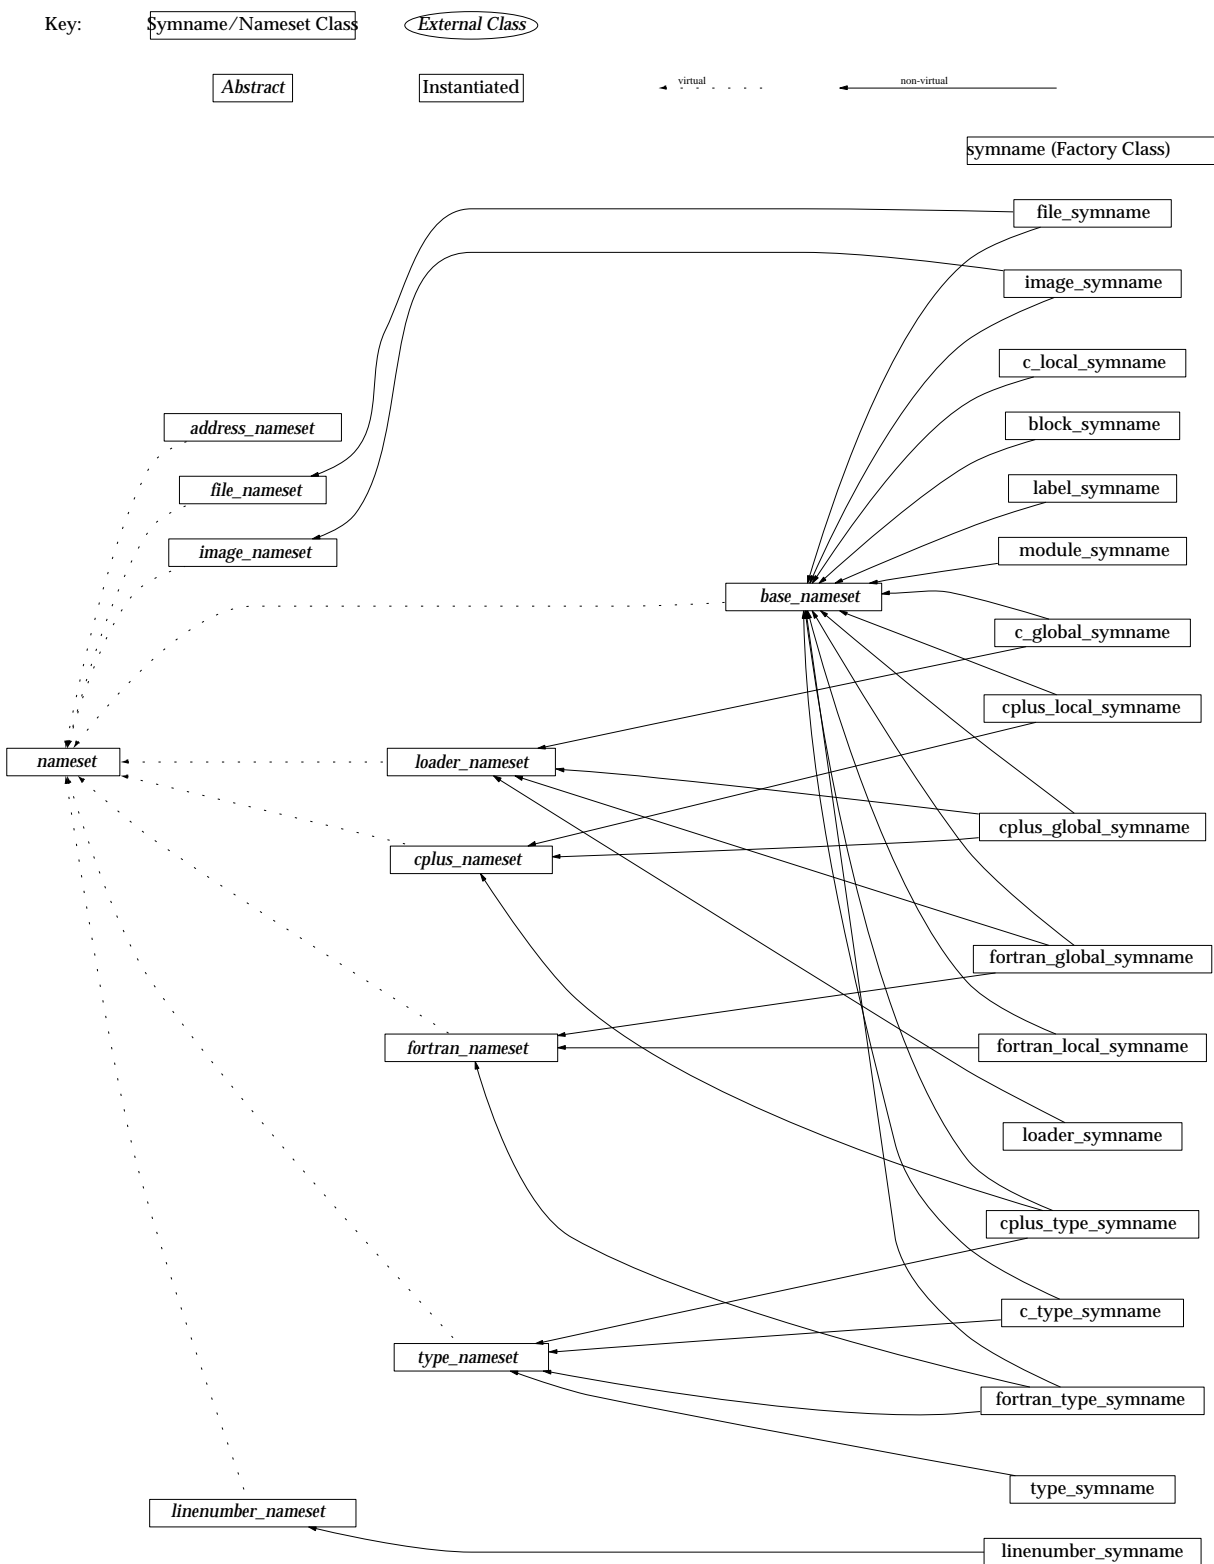 Key:
Symname/Nameset Class
External Class
Abstract
Instantiated
virtual
non-virtual
symname (Factory Class)
file_symname
image_symname
c_local_symname
address_nameset
block_symname
file_nameset
label_symname
image_nameset
module_symname
base_nameset
c_global_symname
cplus_local_symname
nameset
loader_nameset
cplus_global_symname
cplus_nameset
fortran_global_symname
fortran_nameset
fortran_local_symname
loader_symname
cplus_type_symname
c_type_symname
type_nameset
fortran_type_symname
type_symname
linenumber_nameset
linenumber_symname